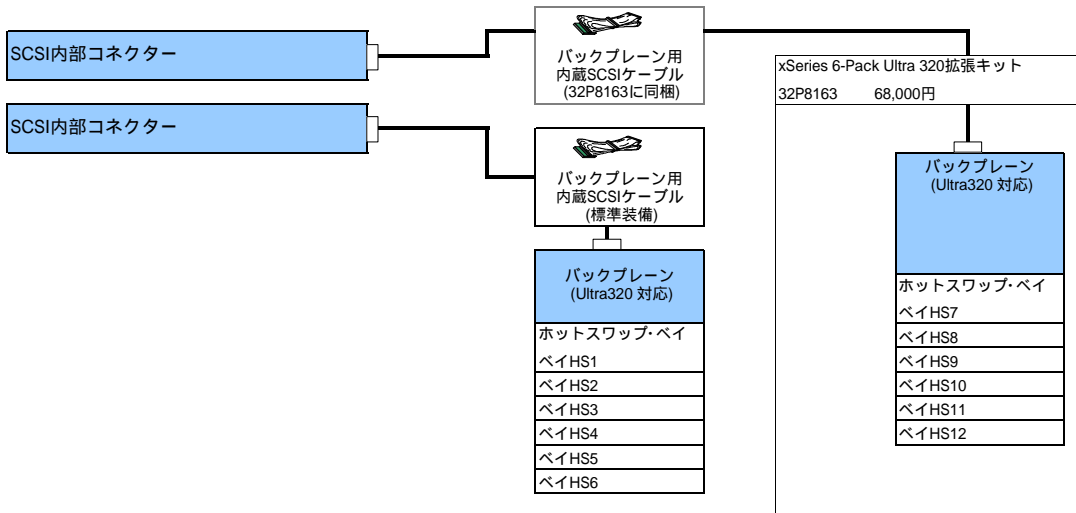 SCSI内部コネクター
バックプレーン用
内蔵SCSIケーブル
(32P8163に同梱)
xSeries 6-Pack Ultra 320拡張キット
32P8163 68,000円
SCSI内部コネクター
バックプレーン用
内蔵SCSIケーブル
(標準装備)
バックプレーン
(Ultra320 対応)
ホットスワップ・ベイ
ベイHS1
ベイHS2
ベイHS3
ベイHS4
ベイHS5
ベイHS6
バックプレーン
(Ultra320 対応)
ホットスワップ・ベイ
ベイHS7
ベイHS8
ベイHS9
ベイHS10
ベイHS11
ベイHS12